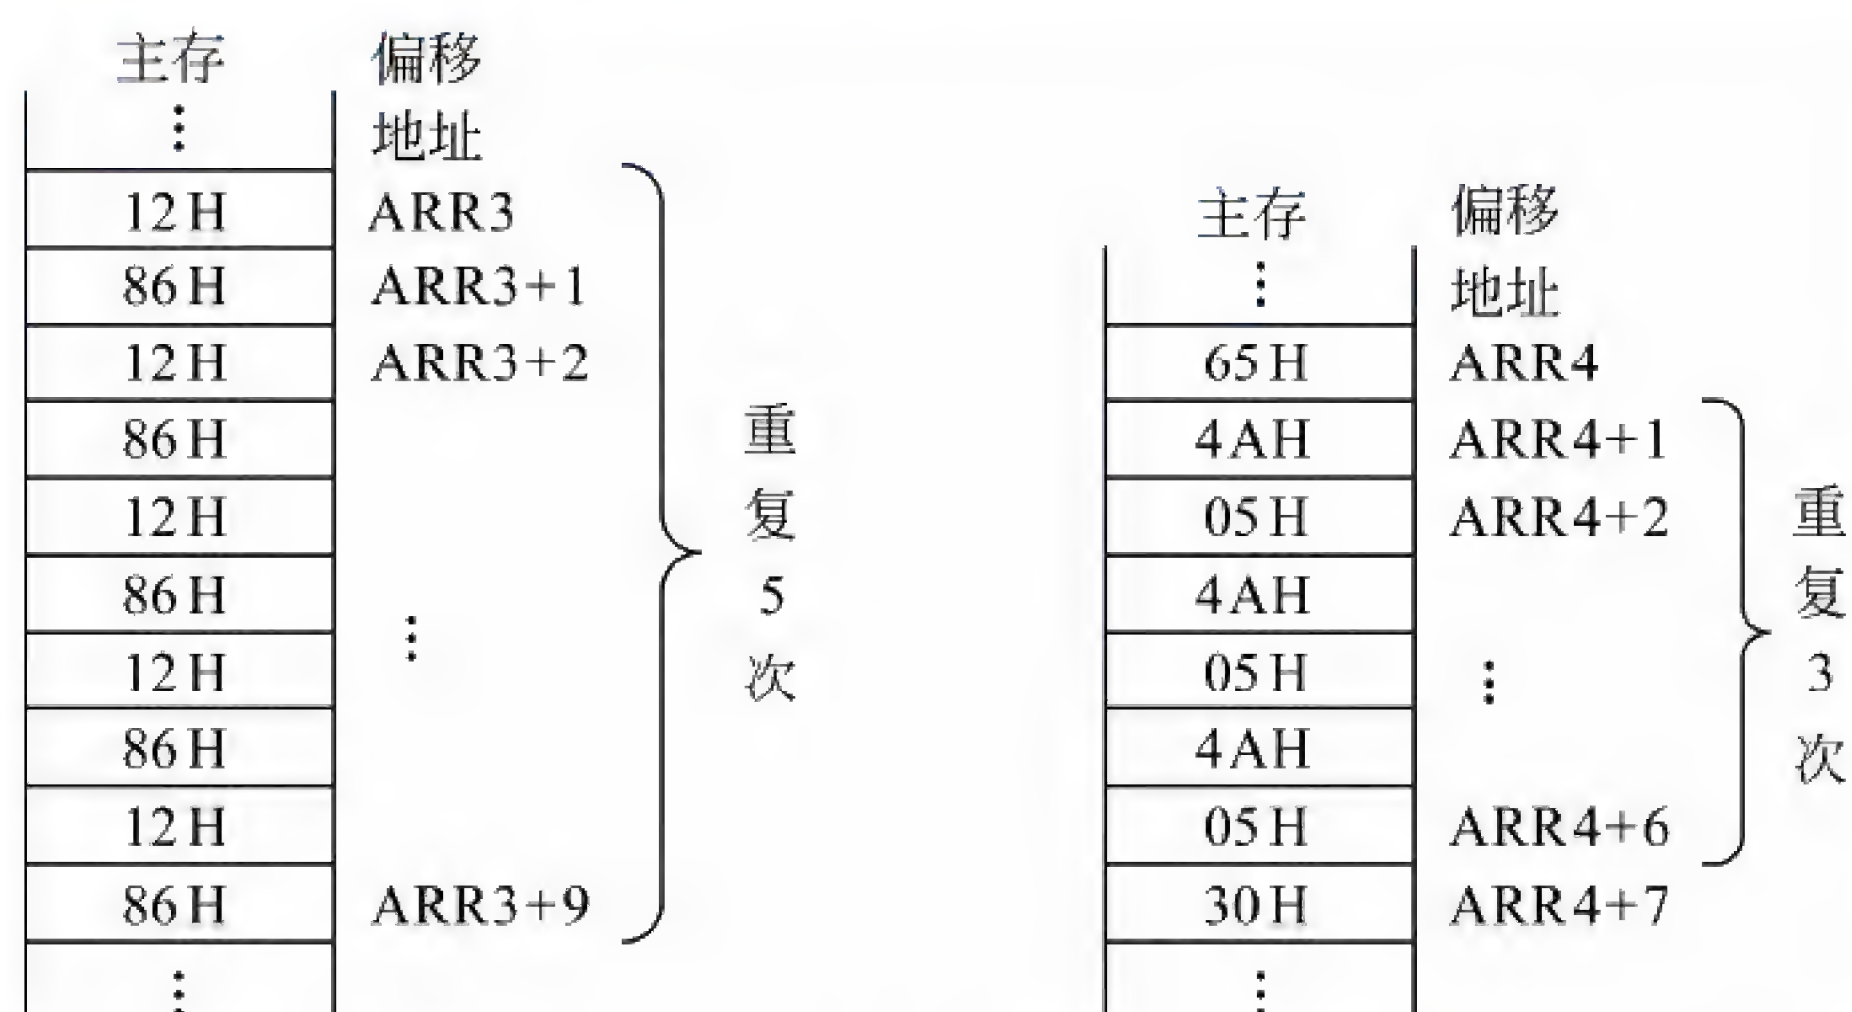 主存 偏移
⋮ 地址
12H ARR3
86H ARR3+1
12H ARR3+2
86H
12H
86H
⋮
12H
86H
12H
86H ARR3+9
⋮
重
复
5
次
主存 偏移
⋮ 地址
65H ARR4
4AH ARR4+1
05H ARR4+2
4AH
05H ⋮
4AH
05H ARR4+6
30H ARR4+7
⋮
重
复
3
次